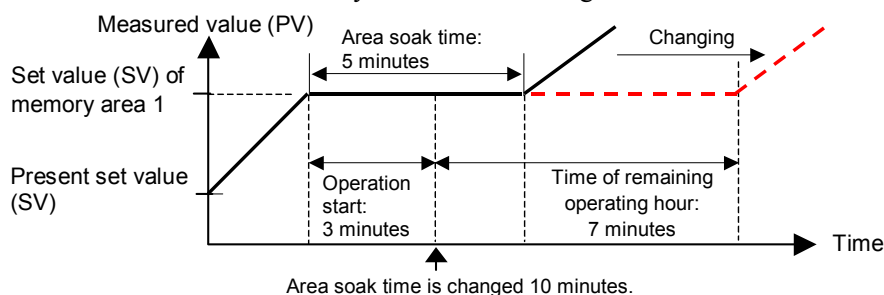 Measured value (PV)
Area soak time:
5 minutes
Changing
Set value (SV) of
memory area 1
Present set value
(SV)
Operation
start:
3 minutes
Time of remaining
operating hour:
7 minutes
Time
Area soak time is changed 10 minutes.